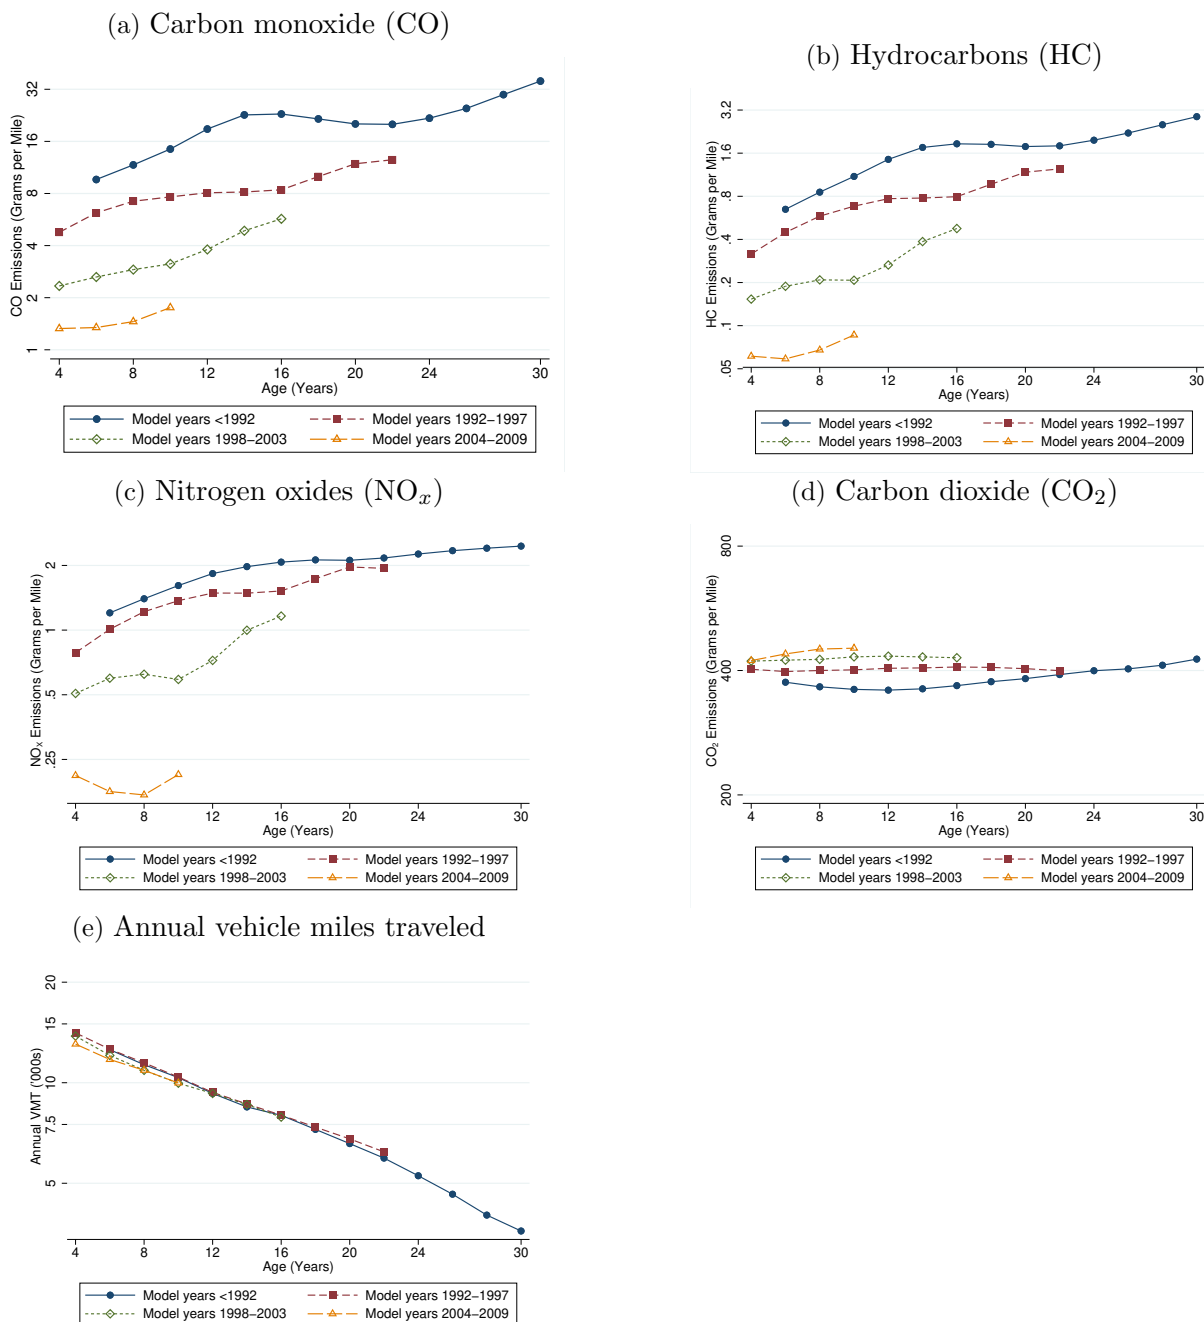 (a) Carbon monoxide (CO)
CO Emissions (Grams per Mile)
32
16
8
4
2
1
4 8 12 16 20 24 30
Age (Years)
Model years <1992 Model years 1992−1997
Model years 1998−2003 Model years 2004−2009
(b) Hydrocarbons (HC)
HC Emissions (Grams per Mile)
3.2
1.6
.8
.4
.2
.1
.05
4 8 12 16 20 24 30
Age (Years)
Model years <1992 Model years 1992−1997
Model years 1998−2003 Model years 2004−2009
(c) Nitrogen oxides (NOx)
NOX Emissions (Grams per Mile)
2
1
.5
.25
4 8 12 16 20 24 30
Age (Years)
Model years <1992 Model years 1992−1997
Model years 1998−2003 Model years 2004−2009
(d) Carbon dioxide (CO2)
CO2 Emissions (Grams per Mile)
800
400
200
4 8 12 16 20 24 30
Age (Years)
Model years <1992 Model years 1992−1997
Model years 1998−2003 Model years 2004−2009
(e) Annual vehicle miles traveled
Annual VMT ('000s)
20
15
10
7.5
5
4 8 12 16 20 24 30
Age (Years)
Model years <1992 Model years 1992−1997
Model years 1998−2003 Model years 2004−2009